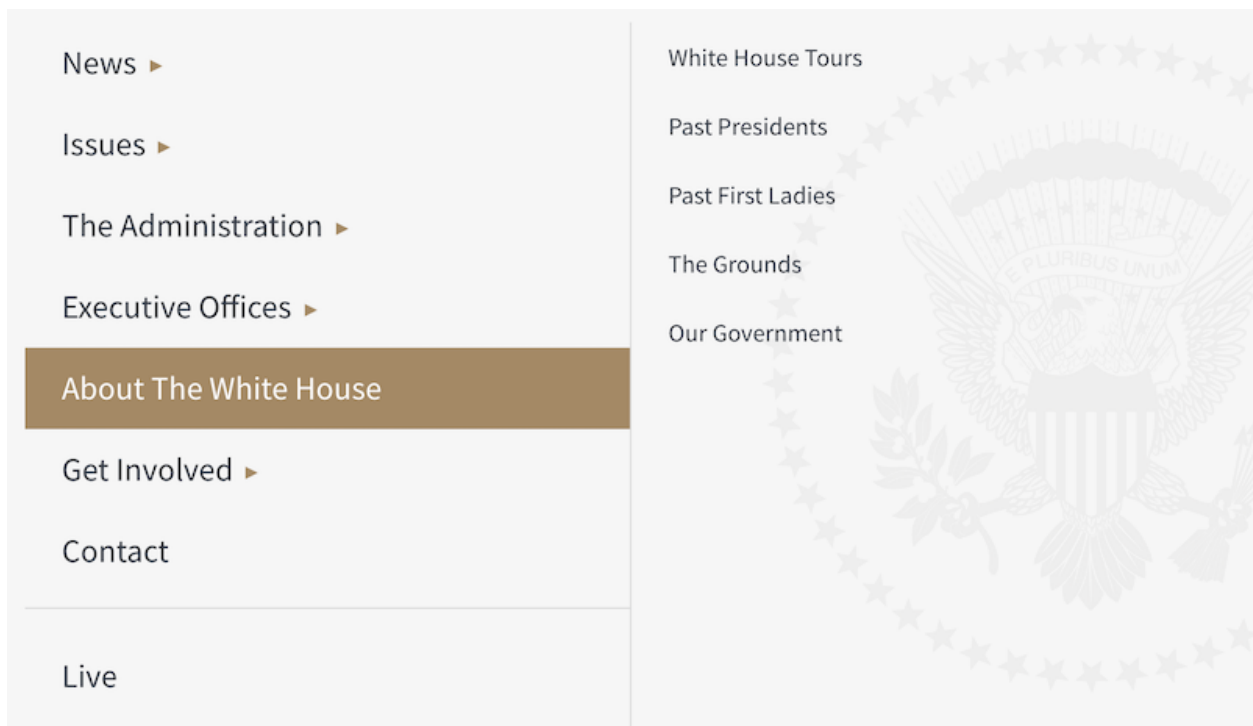 News ▸
Issues ▸
The Administration ▸
Executive Offices ▸
About The White House
Get Involved ▸
Contact
Live
White House Tours
Past Presidents
Past First Ladies
The Grounds
Our Government
E PLURIBUS UNUM